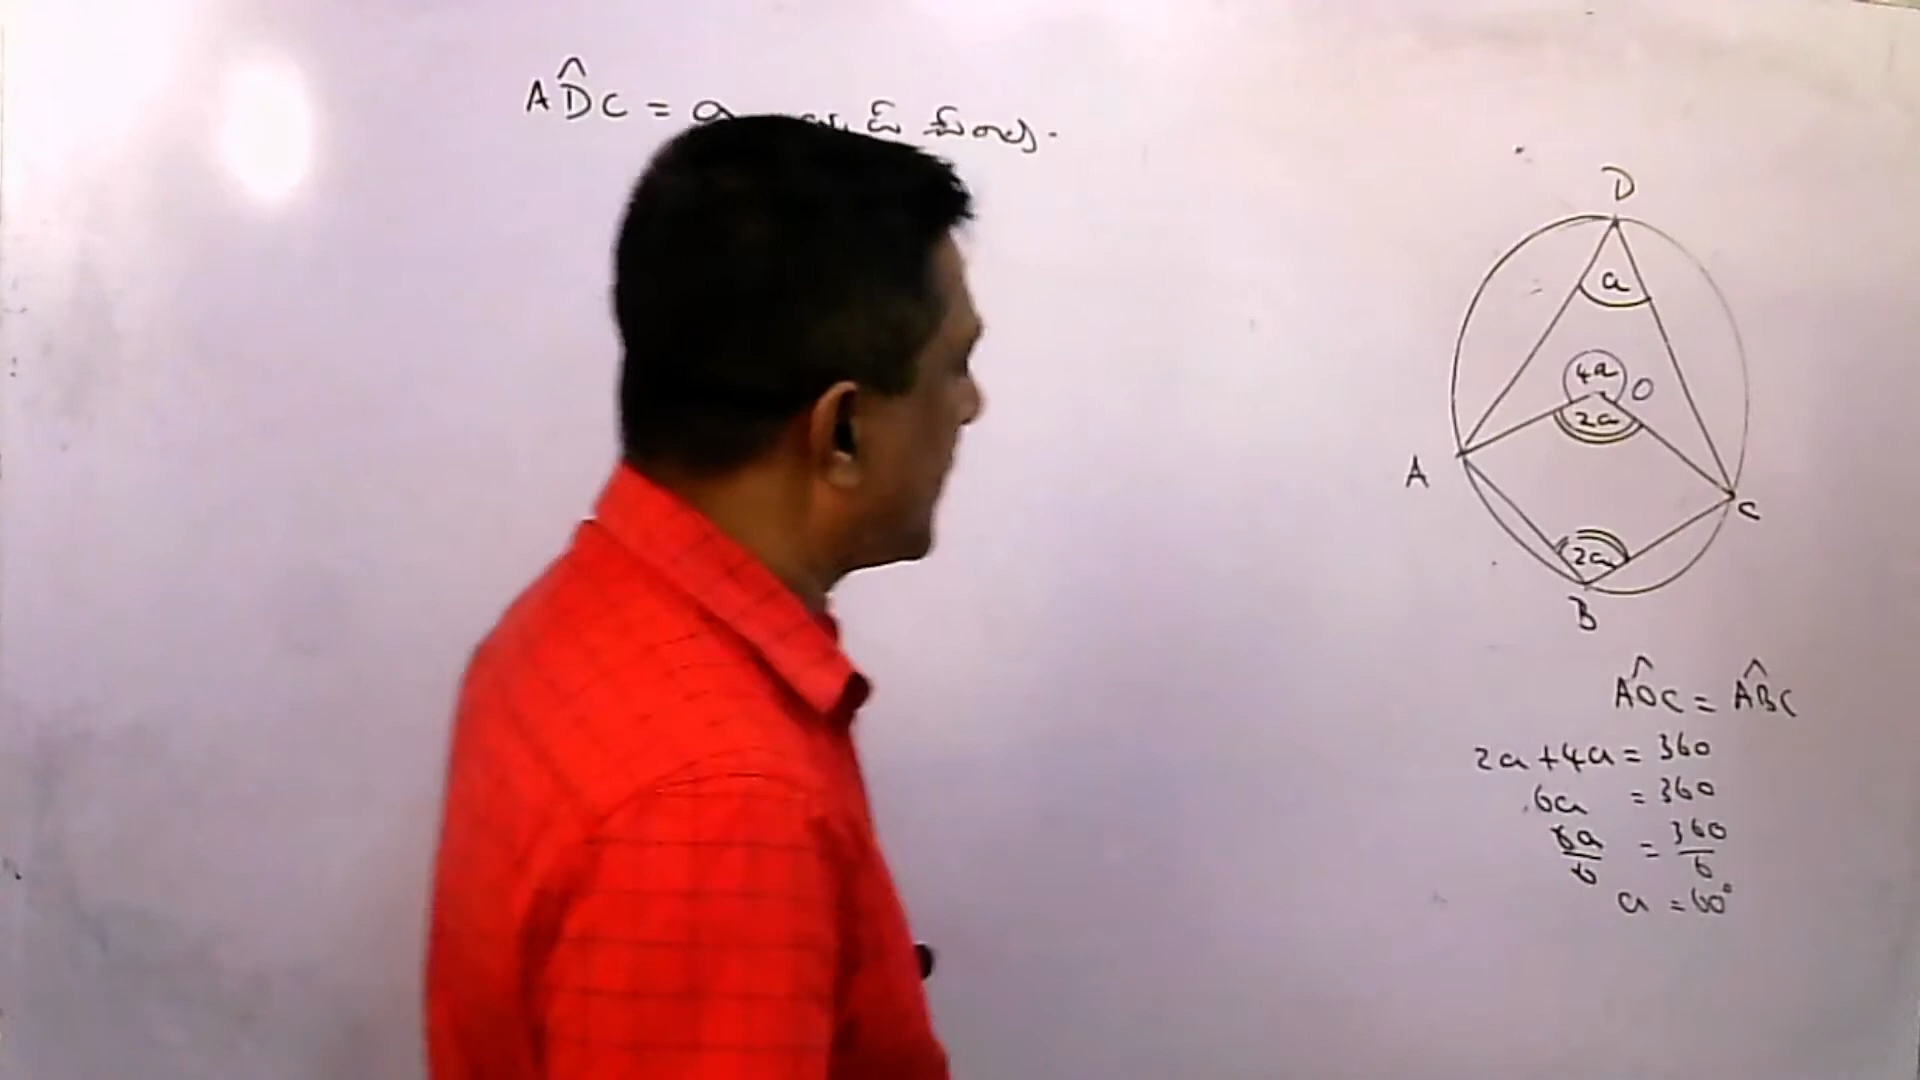 AD̂C = a
D
a
4a
O
2a
A
C
2a
B
AÔC = AB̂C
2a + 4a = 360
6a = 360
6a/6 = 360/6
a = 60°